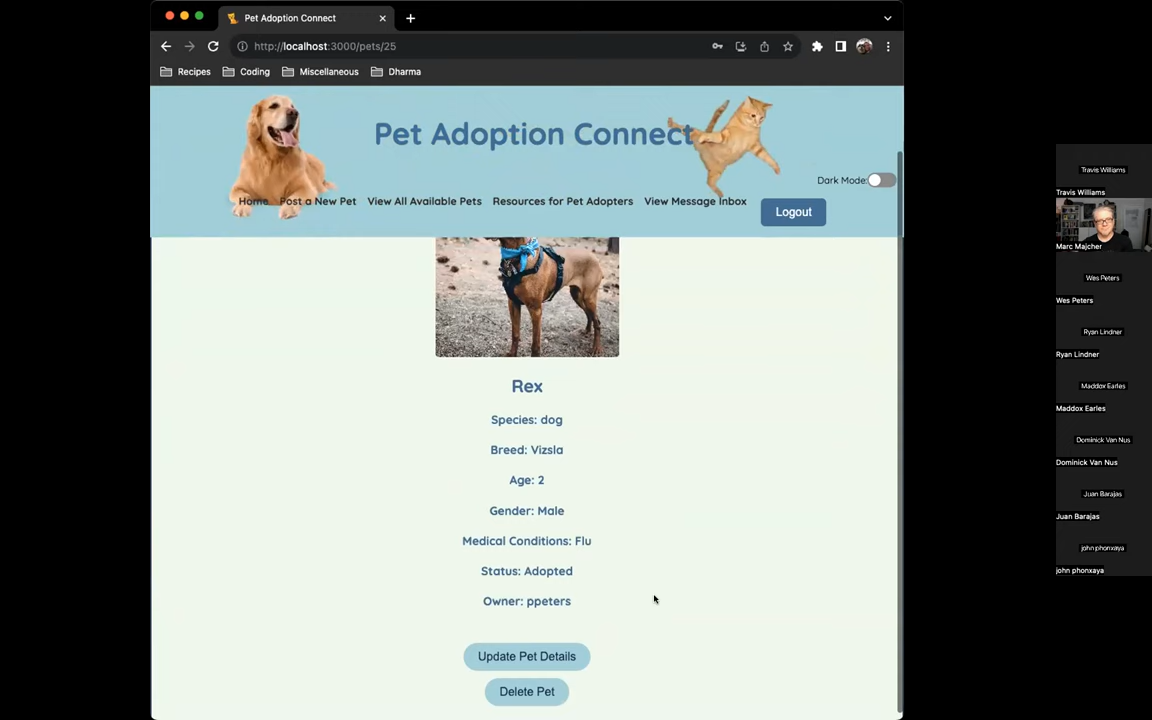 Pet Adoption Connect
http://localhost:3000/pets/25
Recipes Coding Miscellaneous Dharma
Pet Adoption Connect
Dark Mode:
Home Post a New Pet View All Available Pets Resources for Pet Adopters View Message Inbox Logout
Rex
Species: dog
Breed: Vizsla
Age: 2
Gender: Male
Medical Conditions: Flu
Status: Adopted
Owner: ppeters
Update Pet Details
Delete Pet
Travis Williams
Travis Williams
Marc Majcher
Wes Peters
Wes Peters
Ryan Lindner
Ryan Lindner
Maddox Earles
Maddox Earles
Dominick Van Nus
Dominick Van Nus
Juan Barajas
Juan Barajas
john phonxaya
john phonxaya